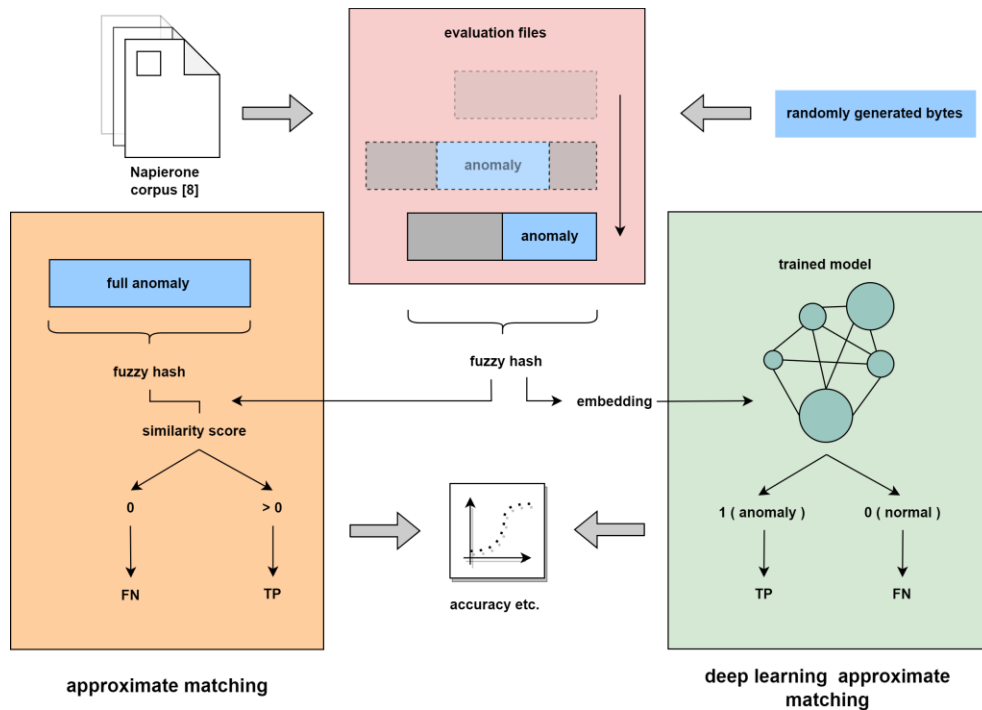 evaluation files
randomly generated bytes
Napierone
corpus [8]
anomaly
anomaly
full anomaly
fuzzy hash
similarity score
0
> 0
FN
TP
approximate matching
fuzzy hash
embedding
accuracy etc.
trained model
1 ( anomaly )
0 ( normal )
TP
FN
deep learning approximate
matching